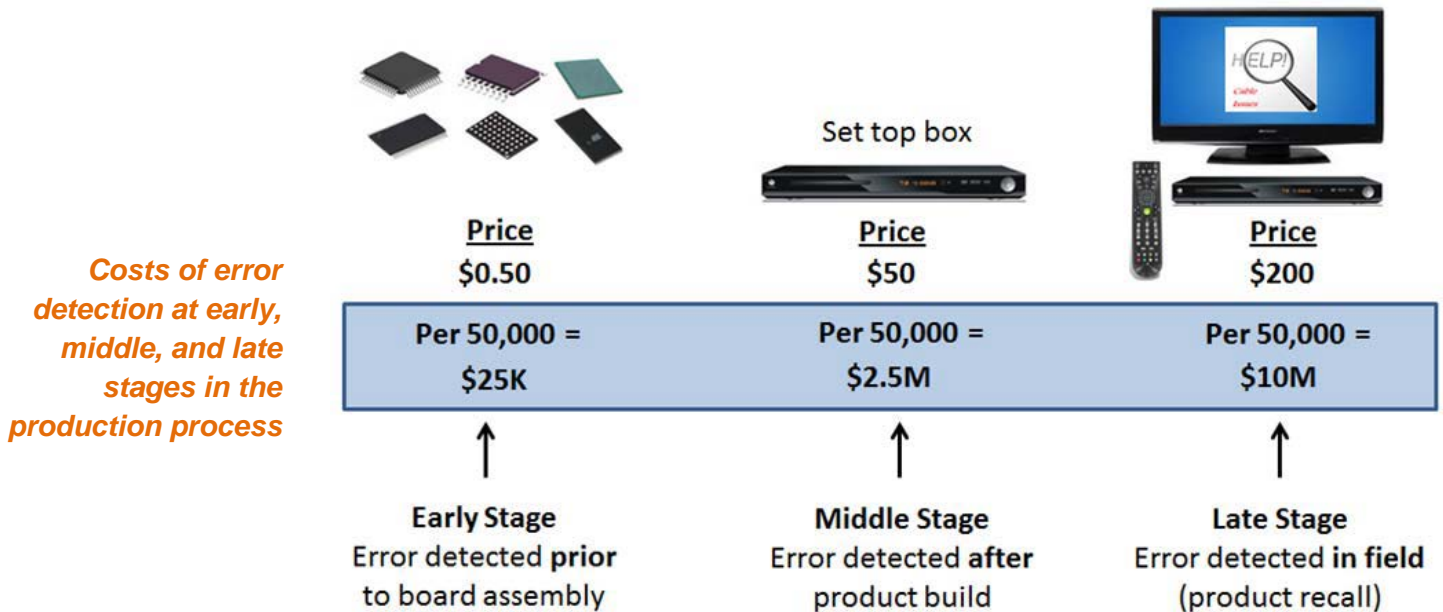 HELP!
Cable
Issues
Set top box
Price
$0.50
Price
$50
Price
$200
Costs of error
detection at early,
middle, and late
stages in the
production process
Per 50,000 =
$25K
Per 50,000 =
$2.5M
Per 50,000 =
$10M
Early Stage
Error detected prior
to board assembly
Middle Stage
Error detected after
product build
Late Stage
Error detected in field
(product recall)